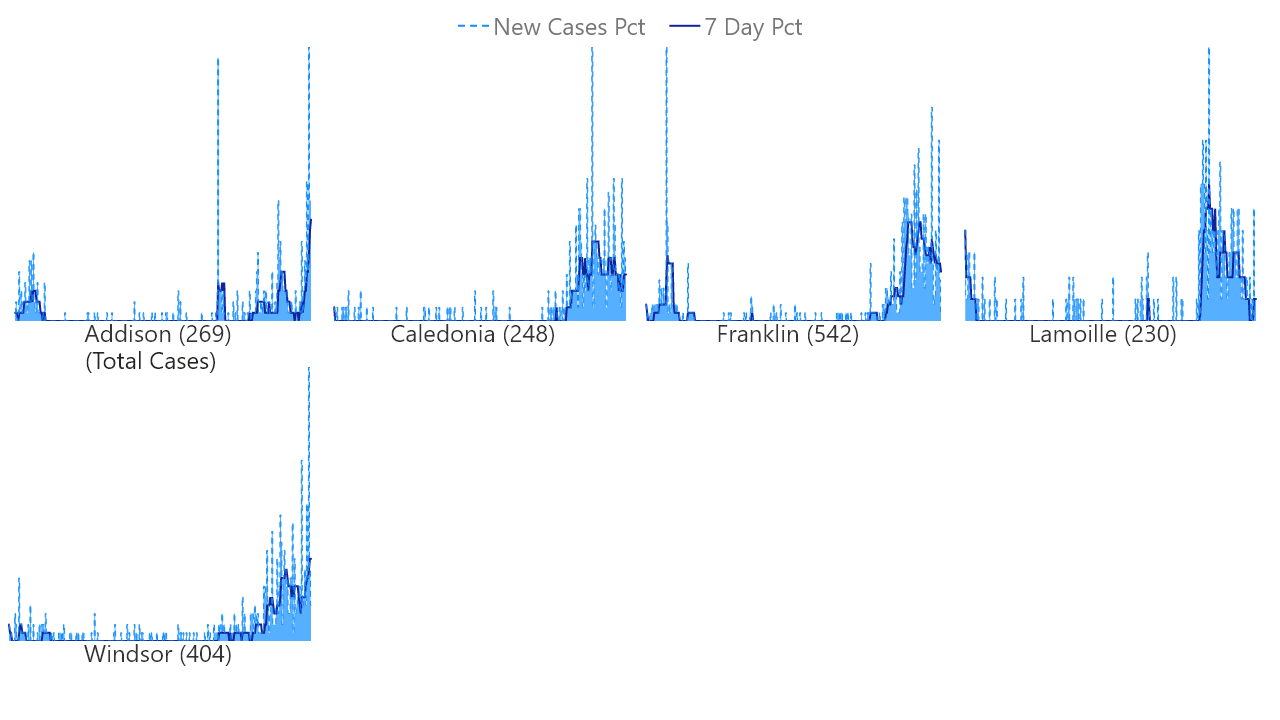 New Cases Pct 7 Day Pct
Addison (269)
(Total Cases)
Caledonia (248)
Franklin (542)
Lamoille (230)
Windsor (404)